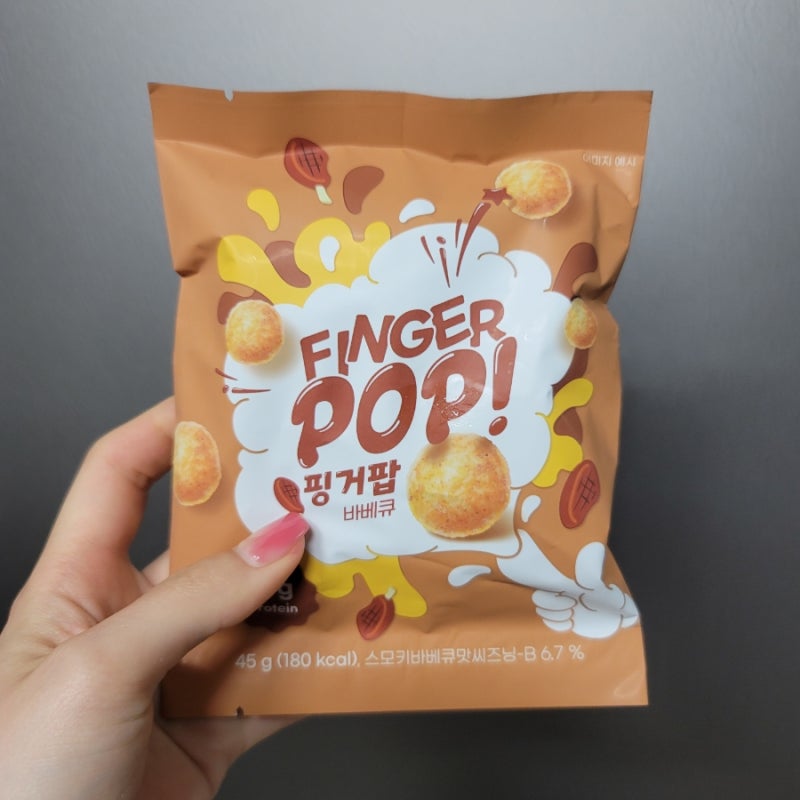 이미지 예시
FINGER
POP!
핑거팝
바베큐
g
45 g (180 kcal), 스모키바베큐맛씨즈닝-B 6.7 %